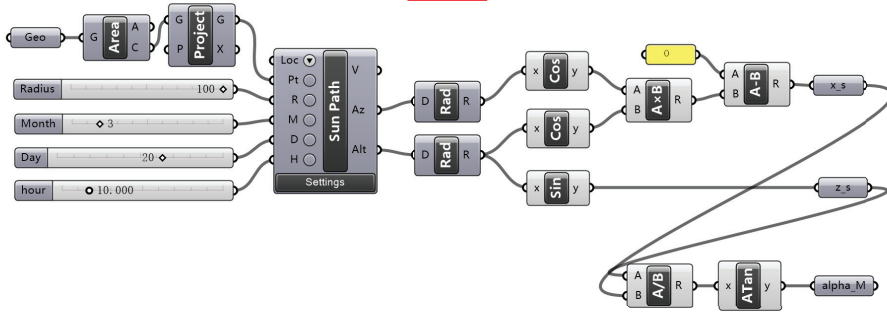 Geo
G Area A C
G P Project G X
Radius 100
Month 3
Day 20
hour 10.000
Loc Pt R M D H Sun Path V Az Alt
Settings
D Rad R
D Rad R
x Cos y
x Cos y
x Sin y
A B A×B R
0
A B A-B R
x_s
z_s
A B A/B R
x ATan y
alpha_M